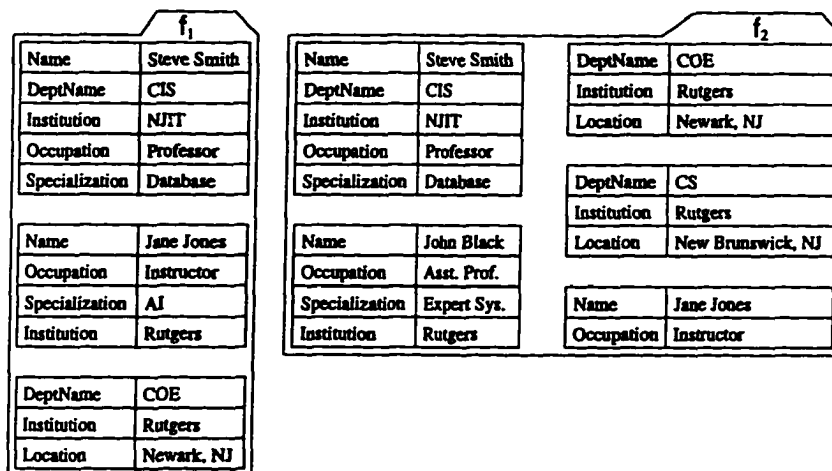 f1
Name Steve Smith
DeptName CIS
Institution NJIT
Occupation Professor
Specialization Database
Name Jane Jones
Occupation Instructor
Specialization AI
Institution Rutgers
DeptName COE
Institution Rutgers
Location Newark, NJ
f2
Name Steve Smith
DeptName CIS
Institution NJIT
Occupation Professor
Specialization Database
Name John Black
Occupation Asst. Prof.
Specialization Expert Sys.
Institution Rutgers
DeptName COE
Institution Rutgers
Location Newark, NJ
DeptName CS
Institution Rutgers
Location New Brunswick, NJ
Name Jane Jones
Occupation Instructor